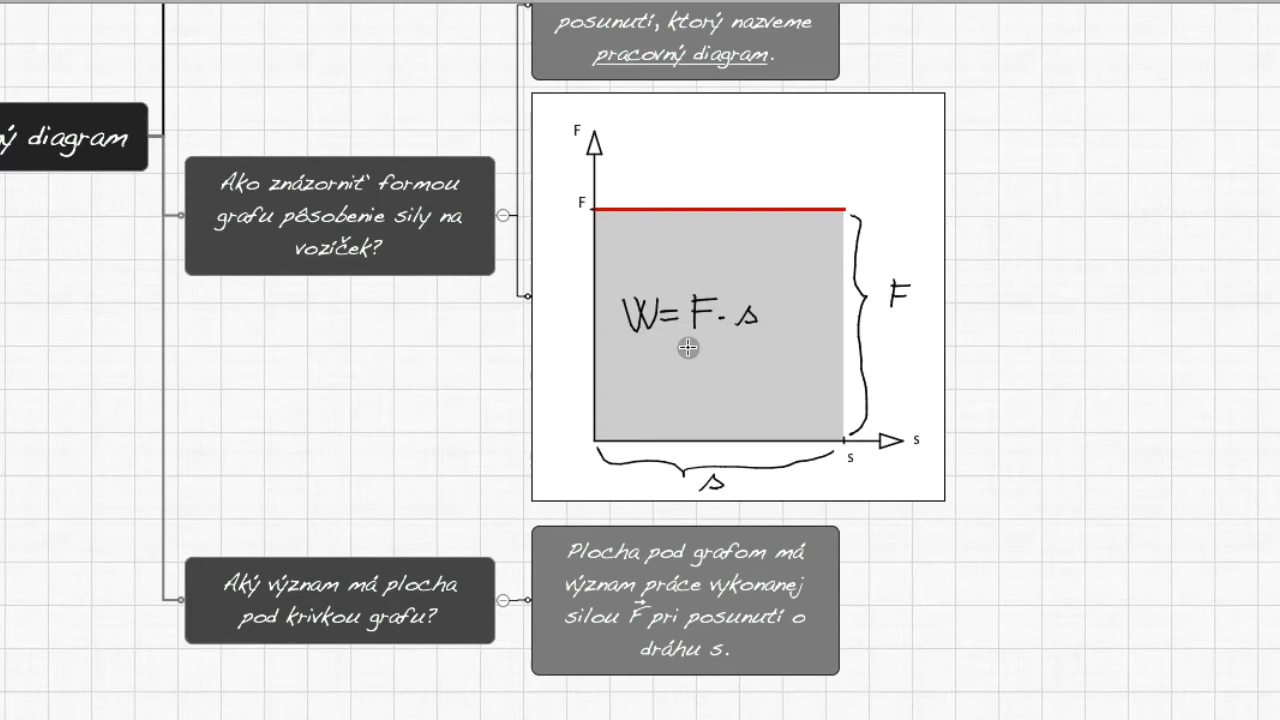 posunutí, ktorý nazveme
pracovný diagram.
ý diagram
Ako znázorniť formou
grafu pôsobenie sily na
vozíček?
F
F
W = F · s
F
s
s
s
Aký význam má plocha
pod krivkou grafu?
Plocha pod grafom má
význam práce vykonanej
silou F⃗ pri posunutí o
dráhu s.